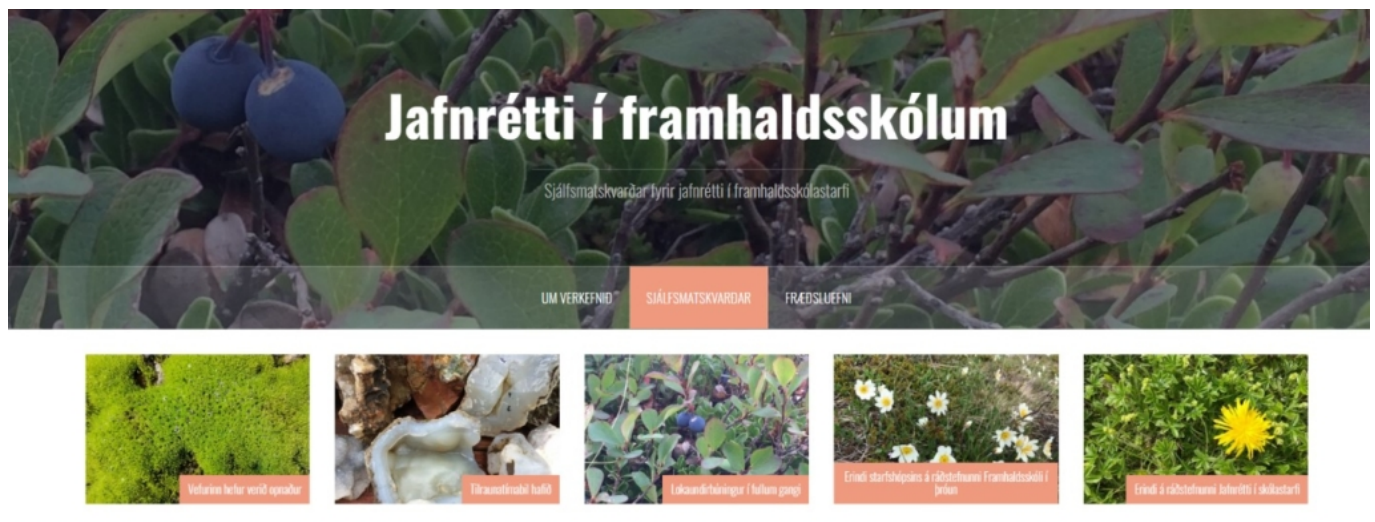 Jafnrétti í framhaldsskólum
Sjálfsmatskvarðar fyrir jafnrétti í framhaldsskólastarfi
UM VERKEFNIÐ
SJÁLFSMATSKVARÐAR
FRÆÐSLUEFNI
Vefurinn hefur verið opnaður
Tilraunatímabil hafið
Lokaundirbúningur í fullum gangi
Erindi starfshópsins á ráðstefnunni Framhaldsskóli í
þróun
Erindi á ráðstefnunni Jafnrétti í skólastarfi